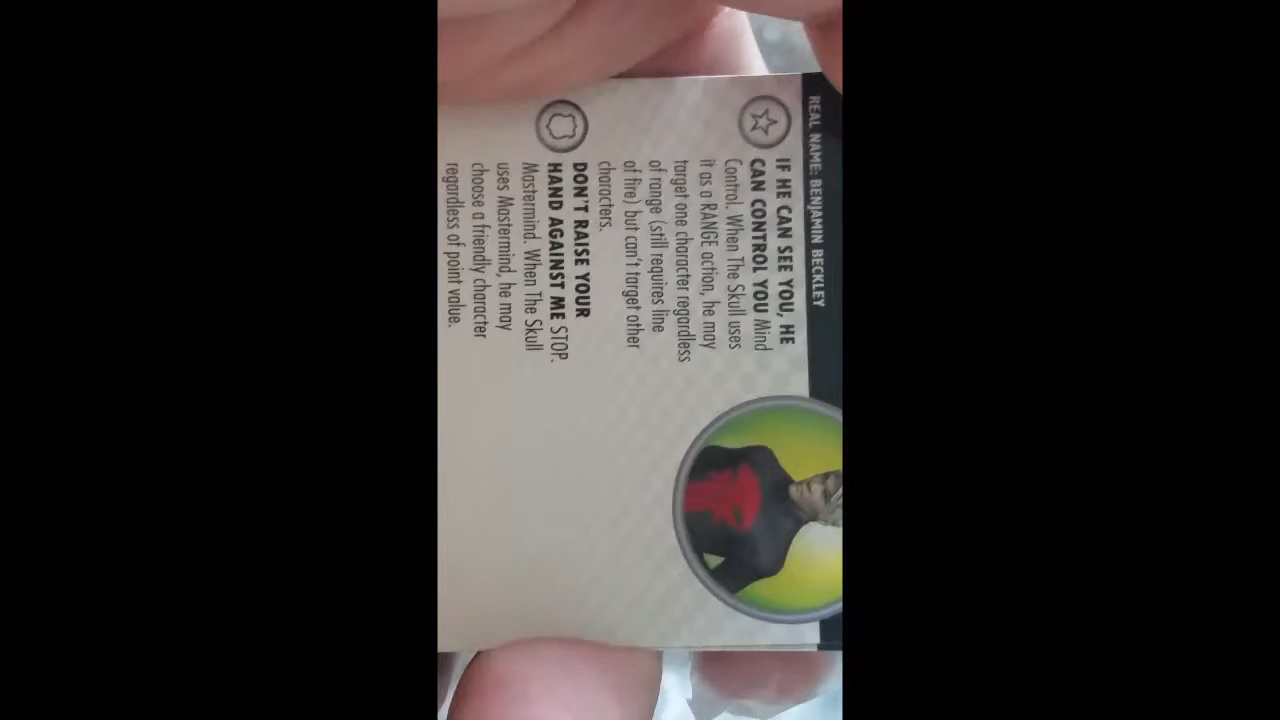 REAL NAME: BENJAMIN BECKLEY
IF HE CAN SEE YOU, HE
CAN CONTROL YOU Mind
Control. When The Skull uses
it as a RANGE action, he may
target one character regardless
of range (still requires line
of fire) but can't target other
characters.
DON'T RAISE YOUR
HAND AGAINST ME STOP.
Mastermind. When The Skull
uses Mastermind, he may
choose a friendly character
regardless of point value.